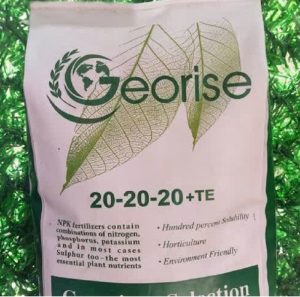 Georise
20-20-20+TE
NPK fertilizers contain
combinations of nitrogen,
phosphorus, potassium
and in most cases
Sulphur too-the most
essential plant nutrients
• Hundred percent Solubility
• Horticulture
• Environment Friendly